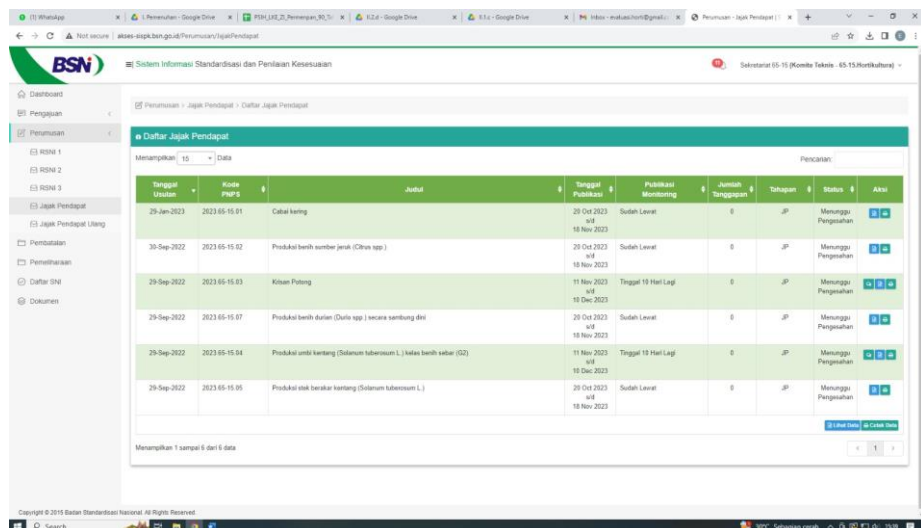 (1) WhatsApp
I. Pemenuhan - Google Drive
II.2.d - Google Drive
Perumusan - Jajak Pendapat |
Not secure | akses-sispk.bsn.go.id/Perumusan/JajakPendapat
BSN
Sistem Informasi Standardisasi dan Penilaian Kesesuaian
Sekretariat 65-15 (Komite Teknis - 65-15 Hortikultura)
Dashboard
Pengajuan
Perumusan
RSNI 1
RSNI 2
RSNI 3
Jajak Pendapat
Jajak Pendapat Ulang
Pembatalan
Pemeliharaan
Daftar SNI
Dokumen
Perumusan > Jajak Pendapat > Daftar Jajak Pendapat
Daftar Jajak Pendapat
Menampilkan 15 Data
Pencarian:
Tanggal Usulan Kode PNPS Judul Tanggal Publikasi Publikasi Monitoring Jumlah Tanggapan Tahapan Status Aksi
29-Jan-2023 2023.65-15.01 Cabai kering 20 Oct 2023 s/d 18 Nov 2023 Sudah Lewat 0 JP Menunggu Pengesahan
30-Sep-2022 2023.65-15.02 Produksi benih sumber jeruk (Citrus spp.) 20 Oct 2023 s/d 18 Nov 2023 Sudah Lewat 0 JP Menunggu Pengesahan
29-Sep-2022 2023.65-15.03 Krisan Potong 11 Nov 2023 s/d 10 Dec 2023 Tinggal 10 Hari Lagi 0 JP Menunggu Pengesahan
29-Sep-2022 2023.65-15.07 Produksi benih durian (Durio spp.) secara sambung dini 20 Oct 2023 s/d 18 Nov 2023 Sudah Lewat 0 JP Menunggu Pengesahan
29-Sep-2022 2023.65-15.04 Produksi umbi kentang (Solanum tuberosum L.) kelas benih sebar (G2) 11 Nov 2023 s/d 10 Dec 2023 Tinggal 10 Hari Lagi 0 JP Menunggu Pengesahan
29-Sep-2022 2023.65-15.05 Produksi stek berakar kentang (Solanum tuberosum L.) 20 Oct 2023 s/d 18 Nov 2023 Sudah Lewat 0 JP Menunggu Pengesahan
Lihat Data Cetak Data
Menampilkan 1 sampai 6 dari 6 data
1
Copyright © 2015 Badan Standardisasi Nasional. All Rights Reserved.
Search
30°C Sebagian cerah